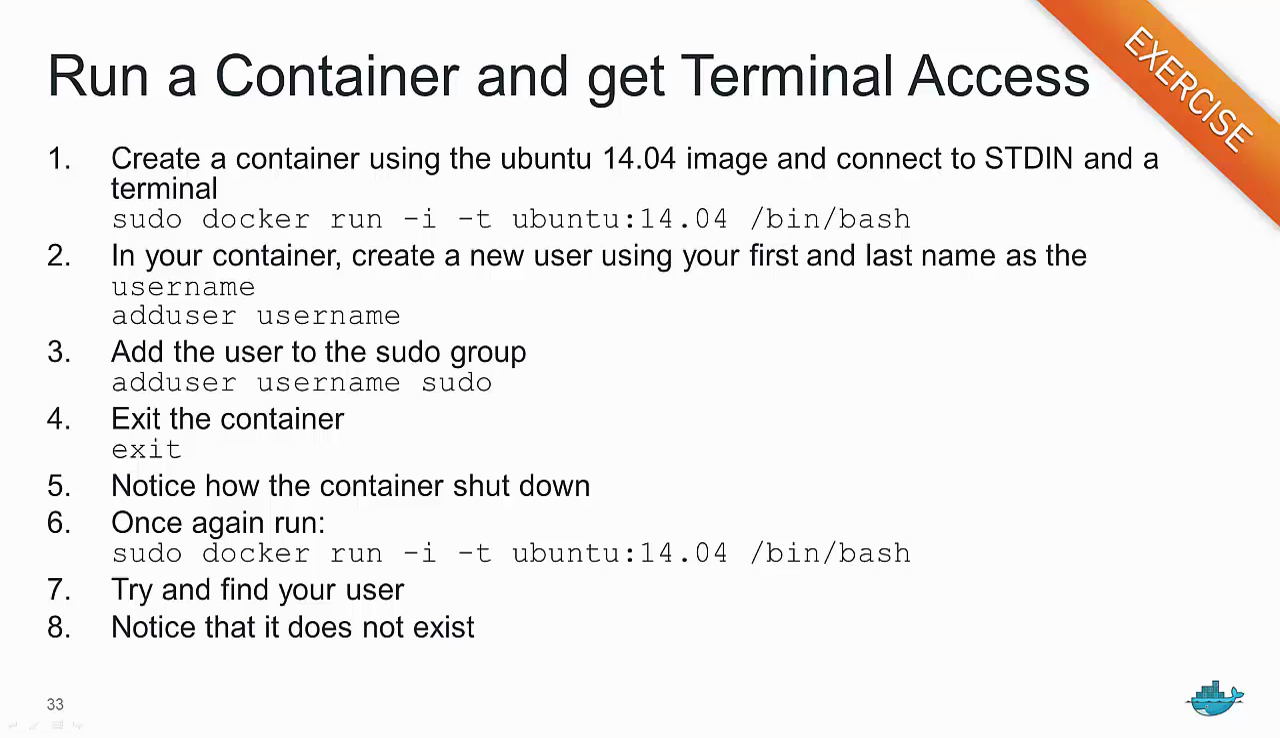 Run a Container and get Terminal Access
EXERCISE
1. Create a container using the ubuntu 14.04 image and connect to STDIN and a
terminal
sudo docker run -i -t ubuntu:14.04 /bin/bash
2. In your container, create a new user using your first and last name as the
username
adduser username
3. Add the user to the sudo group
adduser username sudo
4. Exit the container
exit
5. Notice how the container shut down
6. Once again run:
sudo docker run -i -t ubuntu:14.04 /bin/bash
7. Try and find your user
8. Notice that it does not exist
33